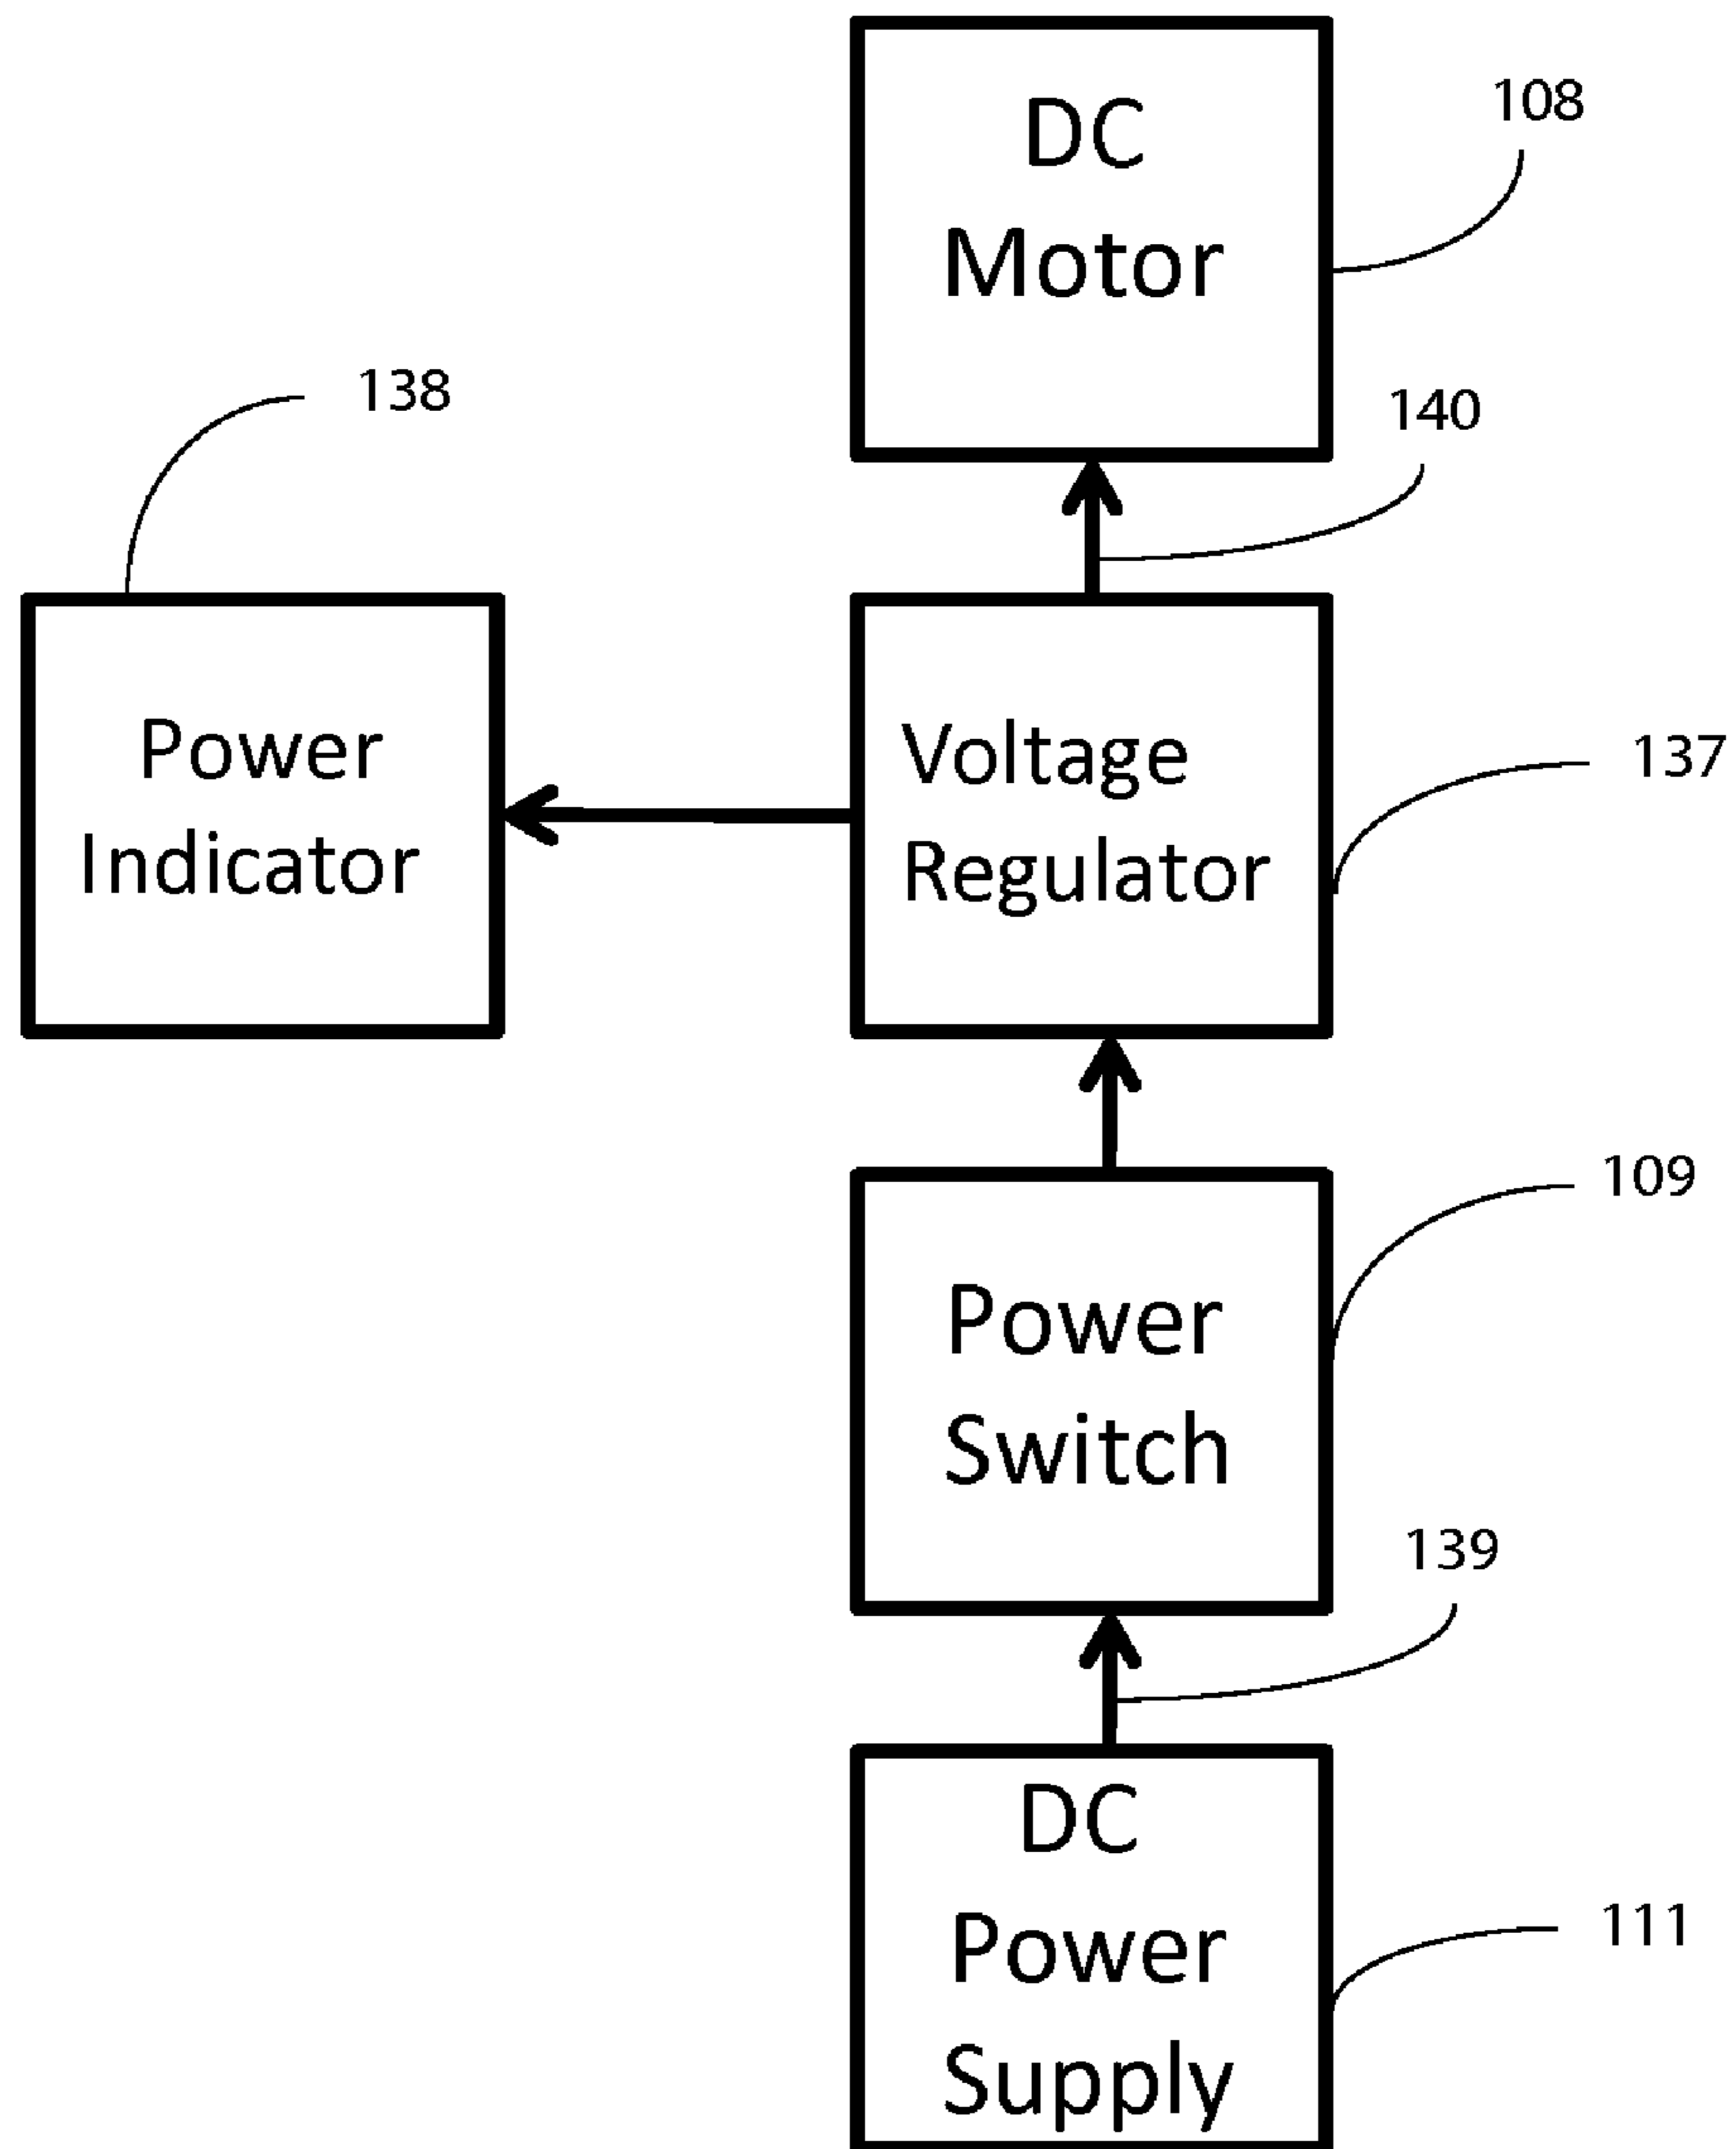 DC
Motor
108
138
140
Power
Indicator
Voltage
Regulator
137
109
Power
Switch
139
DC
Power
Supply
111